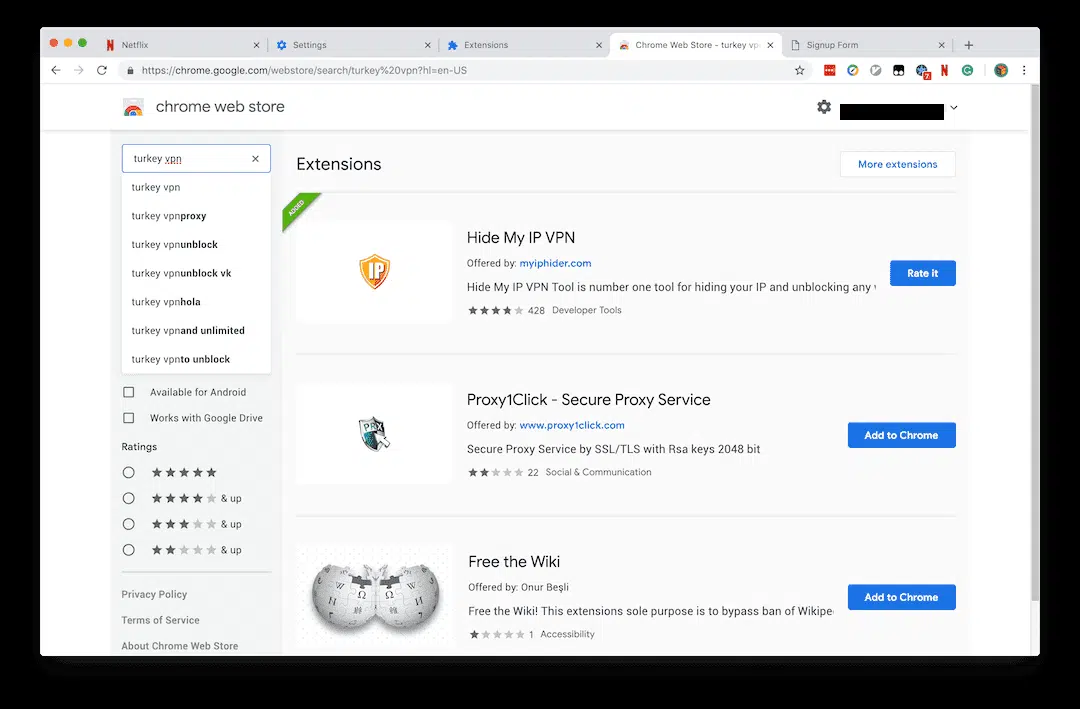 Netflix
Settings
Extensions
Chrome Web Store - turkey vp
Signup Form
https://chrome.google.com/webstore/search/turkey%20vpn?hl=en-US
7
chrome web store
turkey vpn
turkey vpn
turkey vpnproxy
turkey vpnunblock
turkey vpnunblock vk
turkey vpnhola
turkey vpnand unlimited
turkey vpnto unblock
Available for Android
Works with Google Drive
Ratings
& up
& up
& up
Privacy Policy
Terms of Service
About Chrome Web Store
Extensions
More extensions
ADDED
IP
Hide My IP VPN
Offered by: myiphider.com
Hide My IP VPN Tool is number one tool for hiding your IP and unblocking any
428 Developer Tools
Rate it
PRX
Proxy1Click - Secure Proxy Service
Offered by: www.proxy1click.com
Secure Proxy Service by SSL/TLS with Rsa keys 2048 bit
22 Social & Communication
Add to Chrome
Free the Wiki
Offered by: Onur Beşli
Free the Wiki! This extensions sole purpose is to bypass ban of Wikipe
1 Accessibility
Add to Chrome